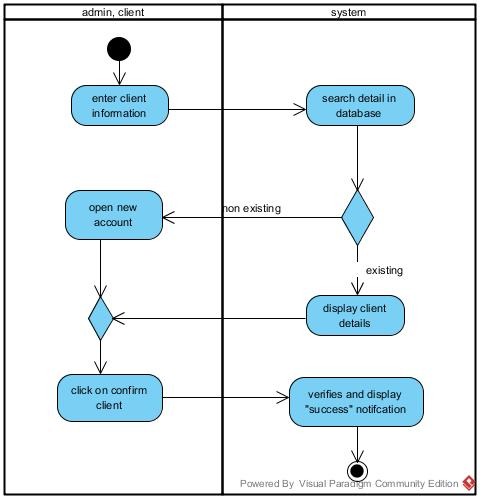 admin, client
system
enter client
information
search detail in
database
open new
account
non existing
existing
display client
details
click on confirm
client
verifies and display
"success" notifcation
Powered By Visual Paradigm Community Edition